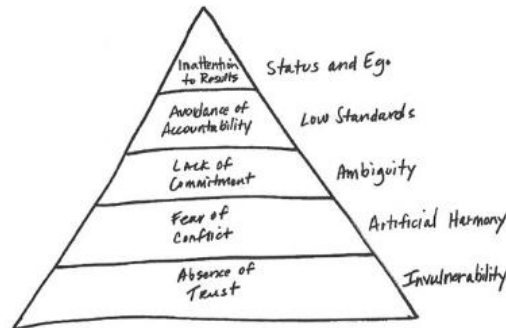 Inattention
to Results
Status and Ego
Avoidance of
Accountability
Low Standards
Lack of
Commitment
Ambiguity
Fear of
Conflict
Artificial Harmony
Absence of
Trust
Invulnerability